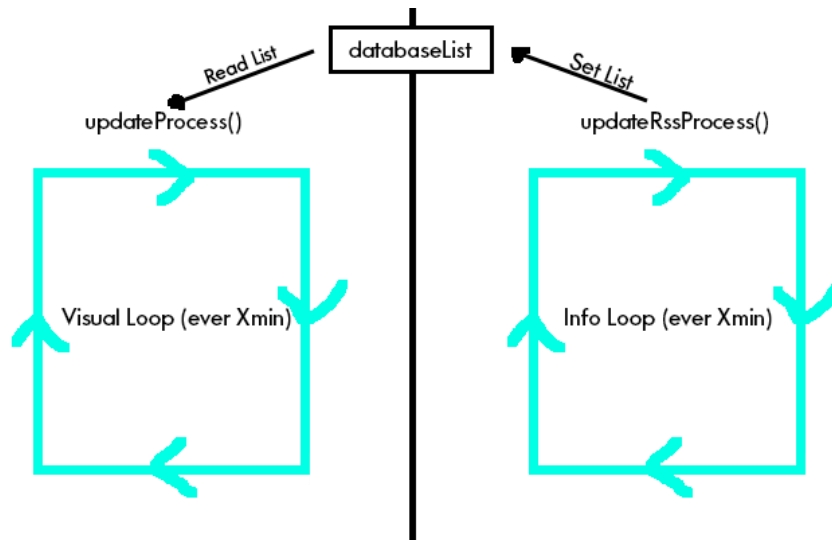 databaseList
Read List
Set List
updateProcess()
updateRssProcess()
Visual Loop (ever Xmin)
Info Loop (ever Xmin)